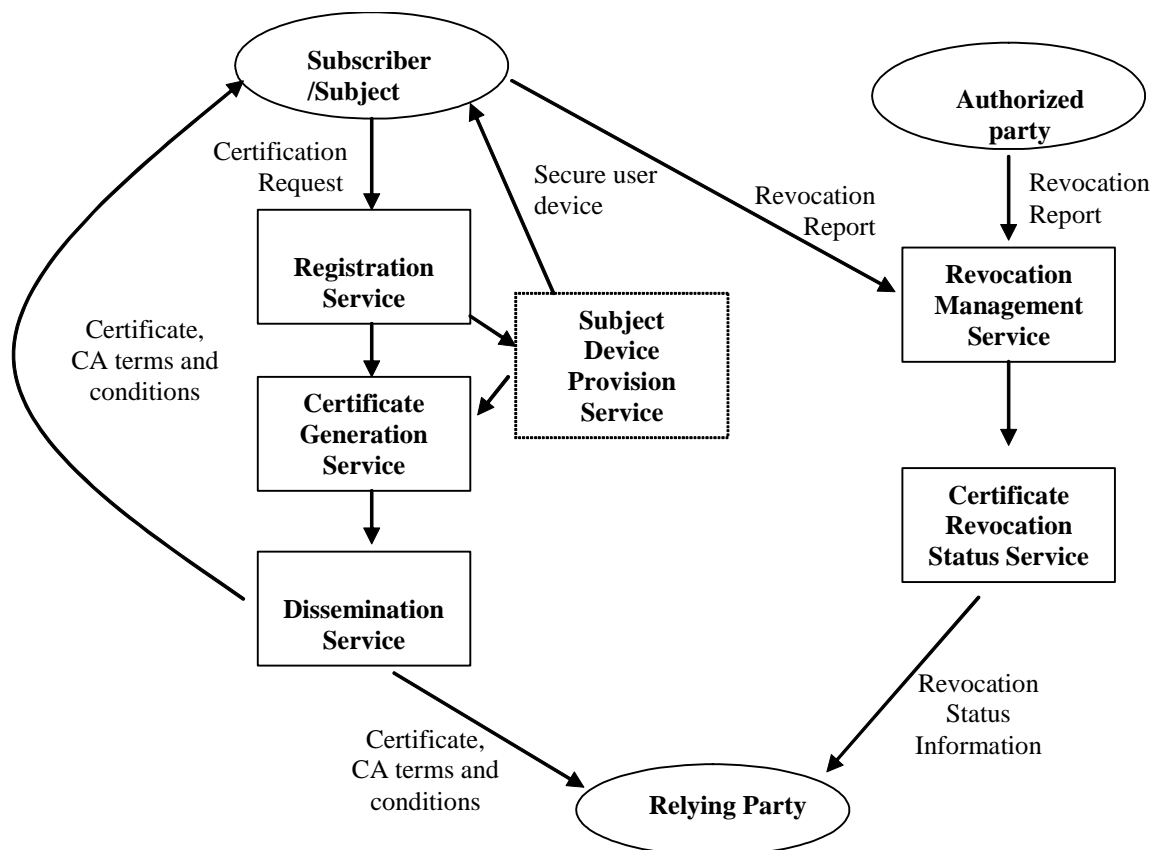 Subscriber
/Subject
Authorized
party
Certification
Request
Secure user
device
Revocation
Report
Revocation
Report
Registration
Service
Subject
Device
Provision
Service
Revocation
Management
Service
Certificate,
CA terms and
conditions
Certificate
Generation
Service
Certificate
Revocation
Status Service
Dissemination
Service
Revocation
Status
Information
Certificate,
CA terms and
conditions
Relying Party